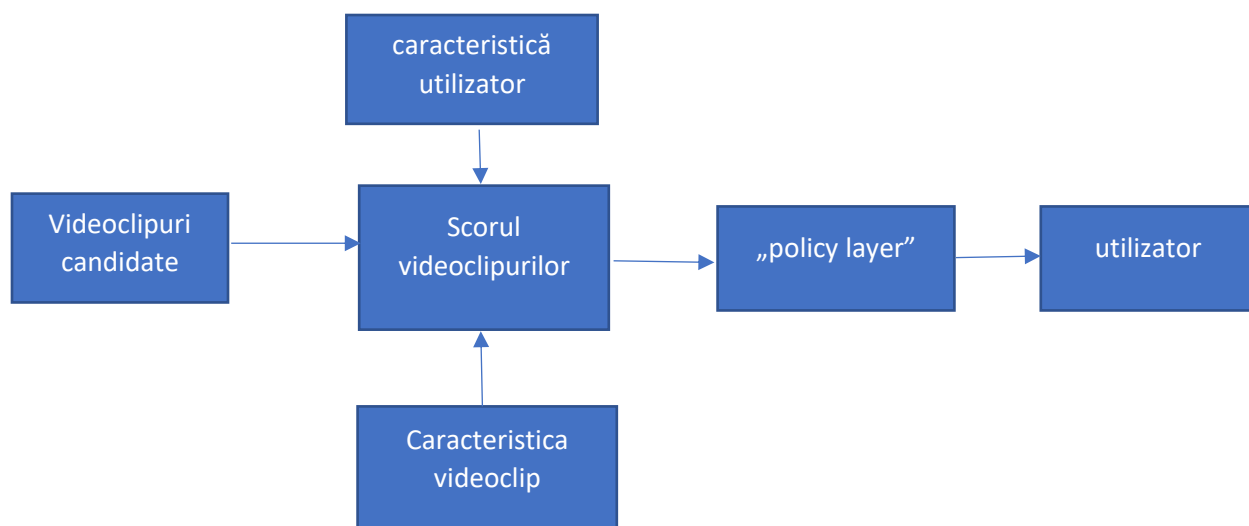 caracteristică
utilizator
Videoclipuri
candidate
Scorul
videoclipurilor
„policy layer”
utilizator
Caracteristica
videoclip